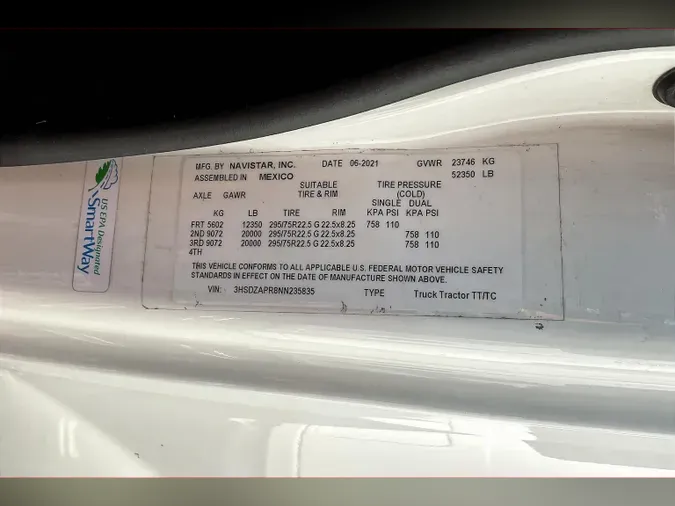 MFG. BY NAVISTAR, INC. DATE 06-2021 GVWR 23746 KG
ASSEMBLED IN MEXICO 52350 LB
SUITABLE TIRE PRESSURE
AXLE GAWR TIRE & RIM (COLD)
SINGLE DUAL
KG LB TIRE RIM KPA PSI KPA PSI
FRT 5602 12350 295/75R22.5 G 22.5x8.25 758 110
2ND 9072 20000 295/75R22.5 G 22.5x8.25 758 110
3RD 9072 20000 295/75R22.5 G 22.5x8.25 758 110
4TH
THIS VEHICLE CONFORMS TO ALL APPLICABLE U.S. FEDERAL MOTOR VEHICLE SAFETY
STANDARDS IN EFFECT ON THE DATE OF MANUFACTURE SHOWN ABOVE.
VIN: 3HSDZAPR8NN235835 TYPE Truck Tractor TT/TC
US EPA Designated
SmartWay